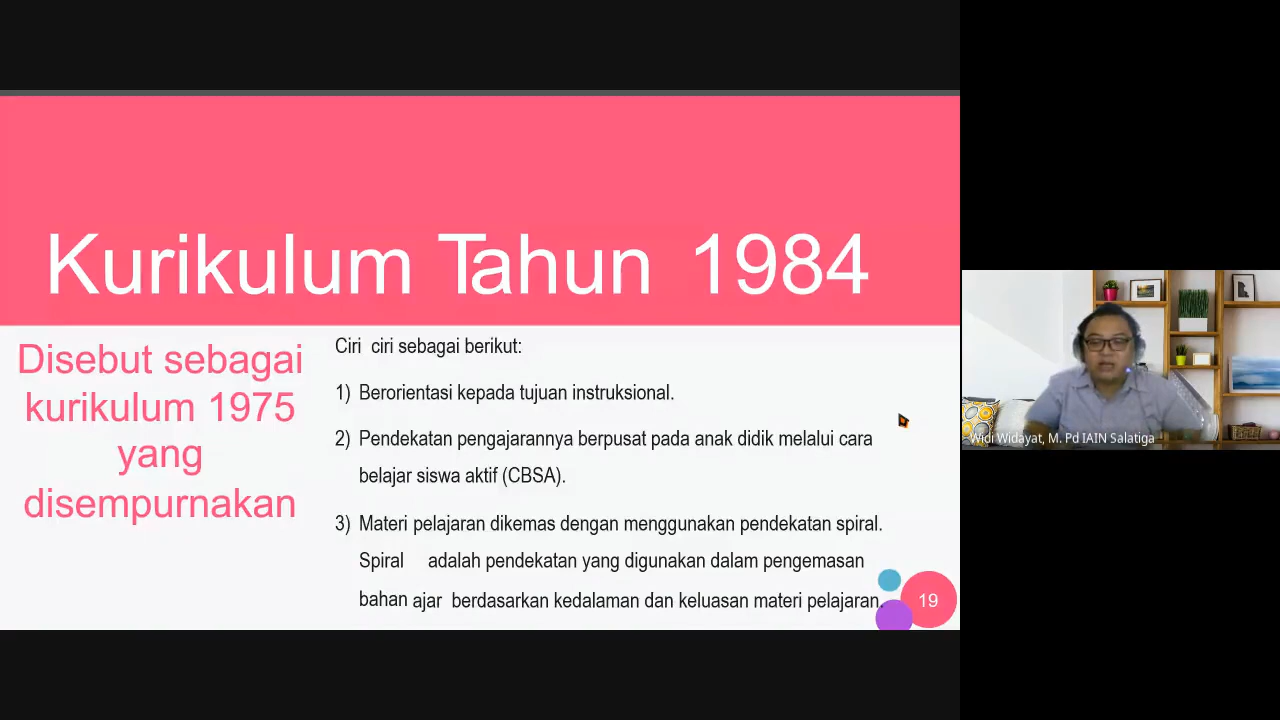 Kurikulum Tahun 1984
Disebut sebagai
kurikulum 1975
yang
disempurnakan
Ciri ciri sebagai berikut:
1) Berorientasi kepada tujuan instruksional.
2) Pendekatan pengajarannya berpusat pada anak didik melalui cara
belajar siswa aktif (CBSA).
3) Materi pelajaran dikemas dengan menggunakan pendekatan spiral.
Spiral adalah pendekatan yang digunakan dalam pengemasan
bahan ajar berdasarkan kedalaman dan keluasan materi pelajaran.
19
Widi Widayat, M. Pd IAIN Salatiga